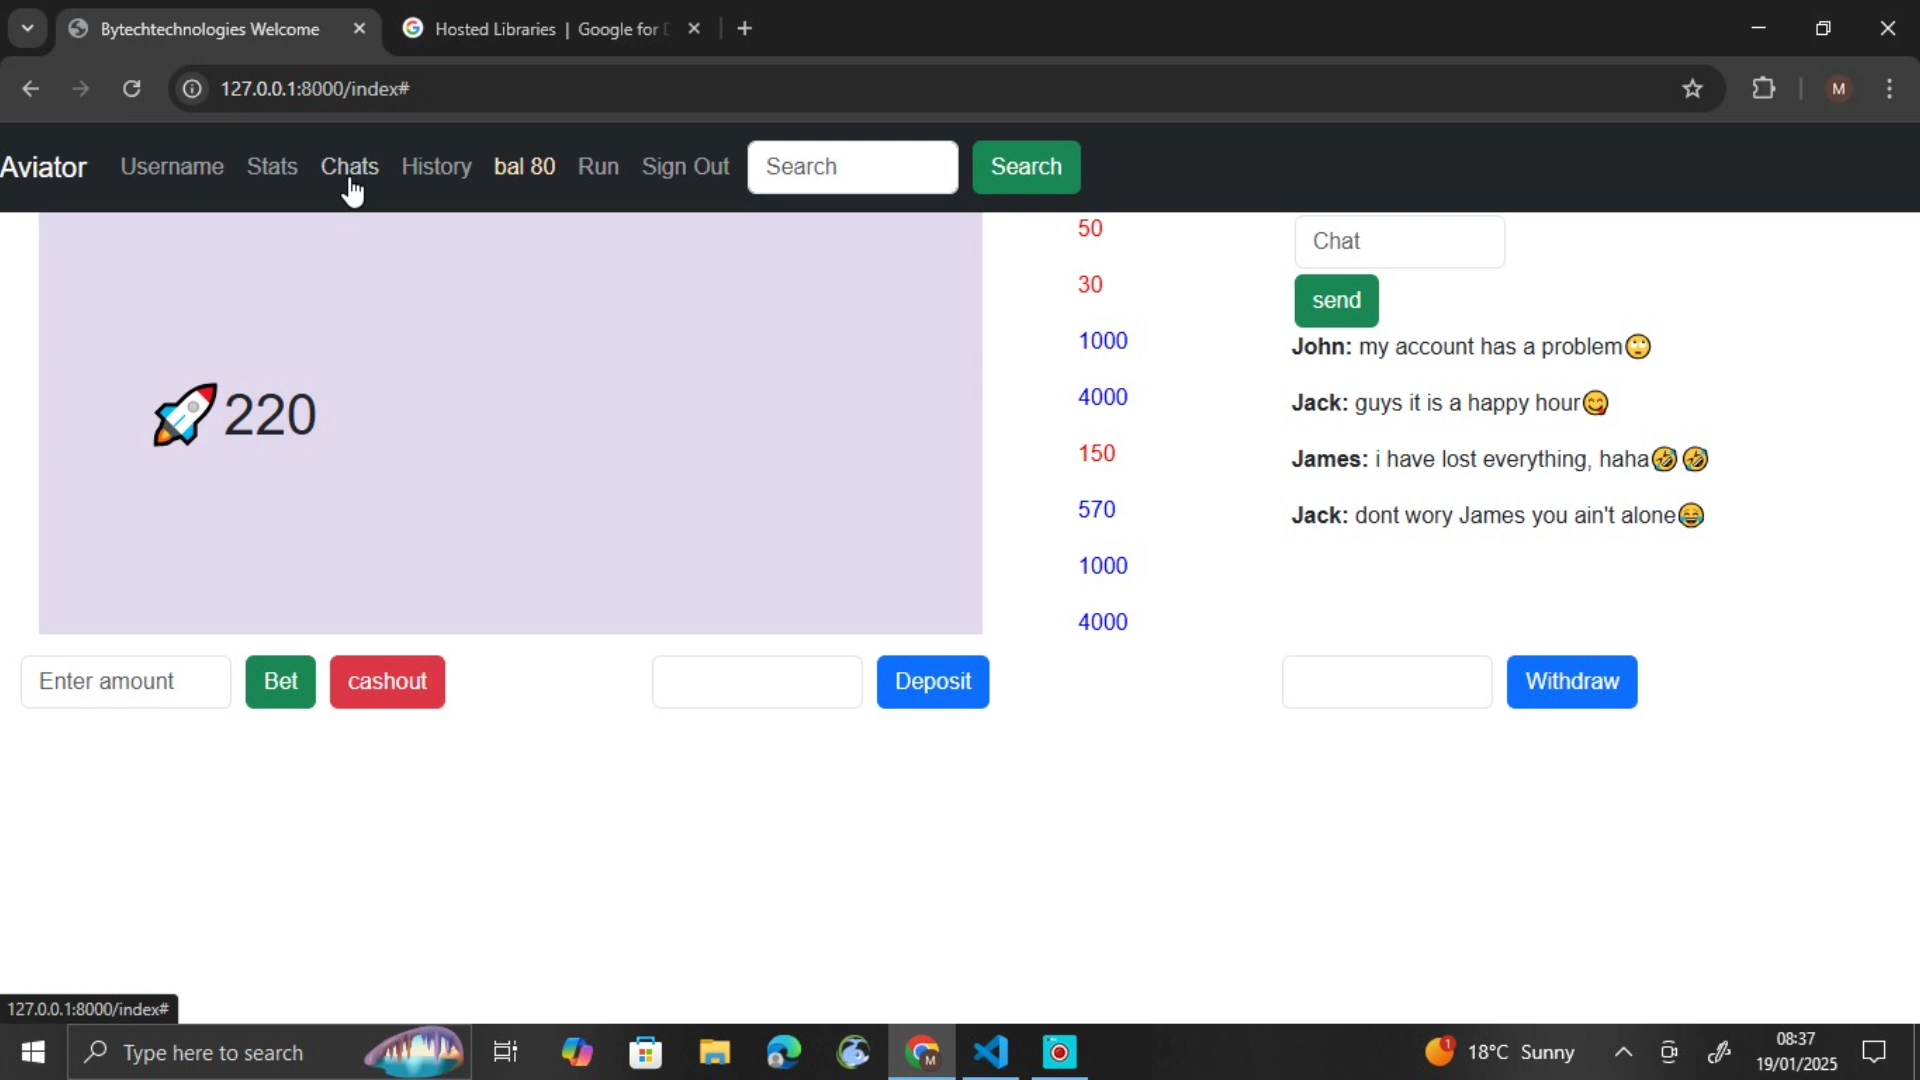 Bytechtechnologies Welcome
Hosted Libraries | Google for D
127.0.0.1:8000/index#
M
Aviator Username Stats Chats History bal 80 Run Sign Out Search Search
50
30
1000
4000
150
570
1000
4000
220
Chat
send
John: my account has a problem🙄
Jack: guys it is a happy hour😋
James: i have lost everything, haha🤣🤣
Jack: dont wory James you ain't alone😂
Enter amount Bet cashout Deposit Withdraw
127.0.0.1:8000/index#
Type here to search
M
1
18°C Sunny
08:37
19/01/2025